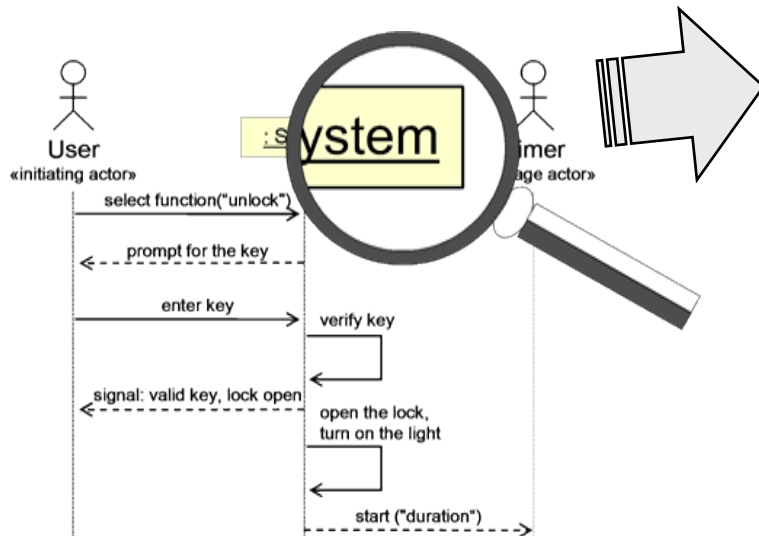 User
: System
imer
«initiating actor»
age actor»
select function("unlock")
prompt for the key
enter key
verify key
signal: valid key, lock open
open the lock,
turn on the light
start ("duration")